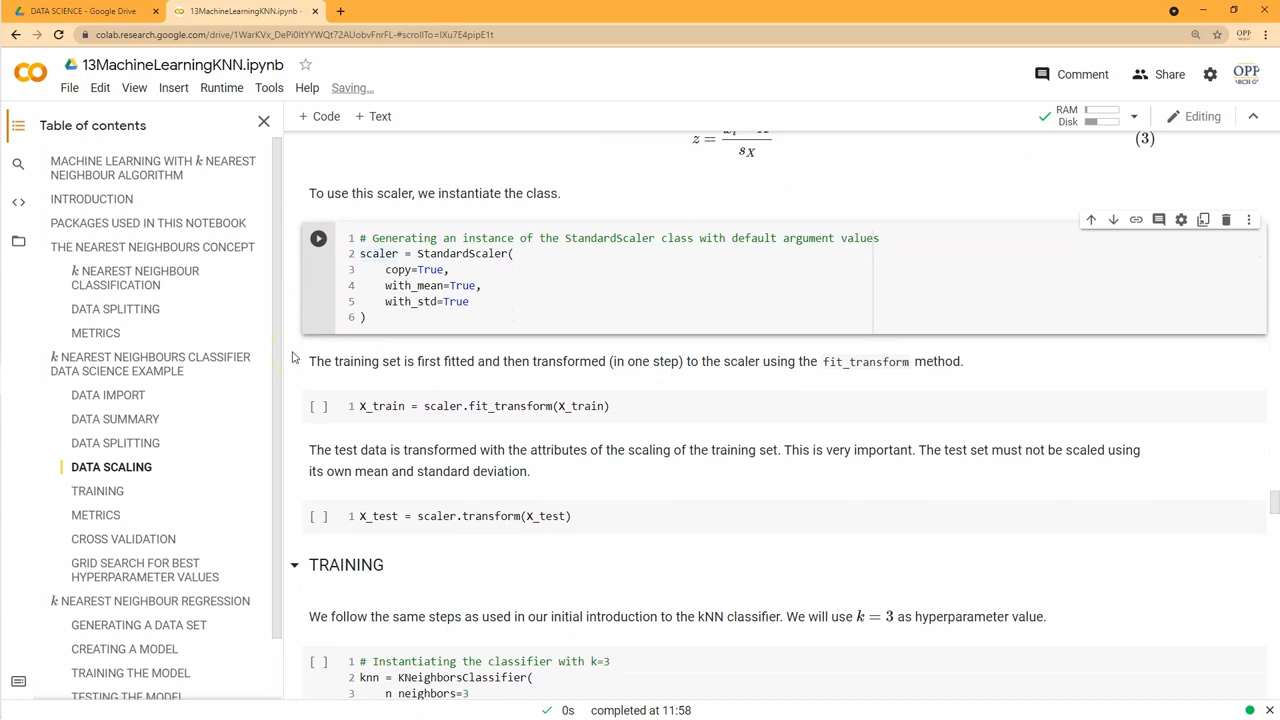 DATA SCIENCE - Google Drive
13MachineLearningKNN.ipynb
colab.research.google.com/drive/1WarKVx_DePi0ItYYWQt72AUobvFnrFL-#scrollTo=lXu7E4pipE1t
13MachineLearningKNN.ipynb
File Edit View Insert Runtime Tools Help Saving...
Comment
Share
OPP
+ Code + Text
RAM
Disk
Editing
Table of contents
MACHINE LEARNING WITH k NEAREST
NEIGHBOUR ALGORITHM
INTRODUCTION
PACKAGES USED IN THIS NOTEBOOK
THE NEAREST NEIGHBOURS CONCEPT
k NEAREST NEIGHBOUR
CLASSIFICATION
DATA SPLITTING
METRICS
k NEAREST NEIGHBOURS CLASSIFIER
DATA SCIENCE EXAMPLE
DATA IMPORT
DATA SUMMARY
DATA SPLITTING
DATA SCALING
TRAINING
METRICS
CROSS VALIDATION
GRID SEARCH FOR BEST
HYPERPARAMETER VALUES
k NEAREST NEIGHBOUR REGRESSION
GENERATING A DATA SET
CREATING A MODEL
TRAINING THE MODEL
TESTING THE MODEL
z = s_X (3)
To use this scaler, we instantiate the class.
1 # Generating an instance of the StandardScaler class with default argument values
2 scaler = StandardScaler(
3 copy=True,
4 with_mean=True,
5 with_std=True
6 )
The training set is first fitted and then transformed (in one step) to the scaler using the fit_transform method.
[ ] 1 X_train = scaler.fit_transform(X_train)
The test data is transformed with the attributes of the scaling of the training set. This is very important. The test set must not be scaled using
its own mean and standard deviation.
[ ] 1 X_test = scaler.transform(X_test)
TRAINING
We follow the same steps as used in our initial introduction to the kNN classifier. We will use k = 3 as hyperparameter value.
[ ] 1 # Instantiating the classifier with k=3
2 knn = KNeighborsClassifier(
3 n_neighbors=3
0s completed at 11:58